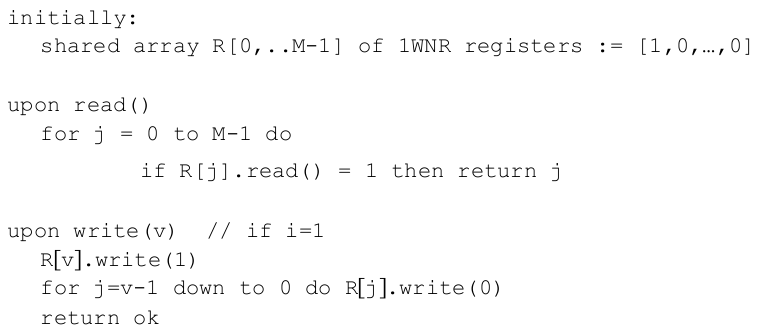 initially:
shared array R[0,..M-1] of 1WNR registers := [1,0,…,0]
upon read()
for j = 0 to M-1 do
if R[j].read() = 1 then return j
upon write(v) // if i=1
R[v].write(1)
for j=v-1 down to 0 do R[j].write(0)
return ok